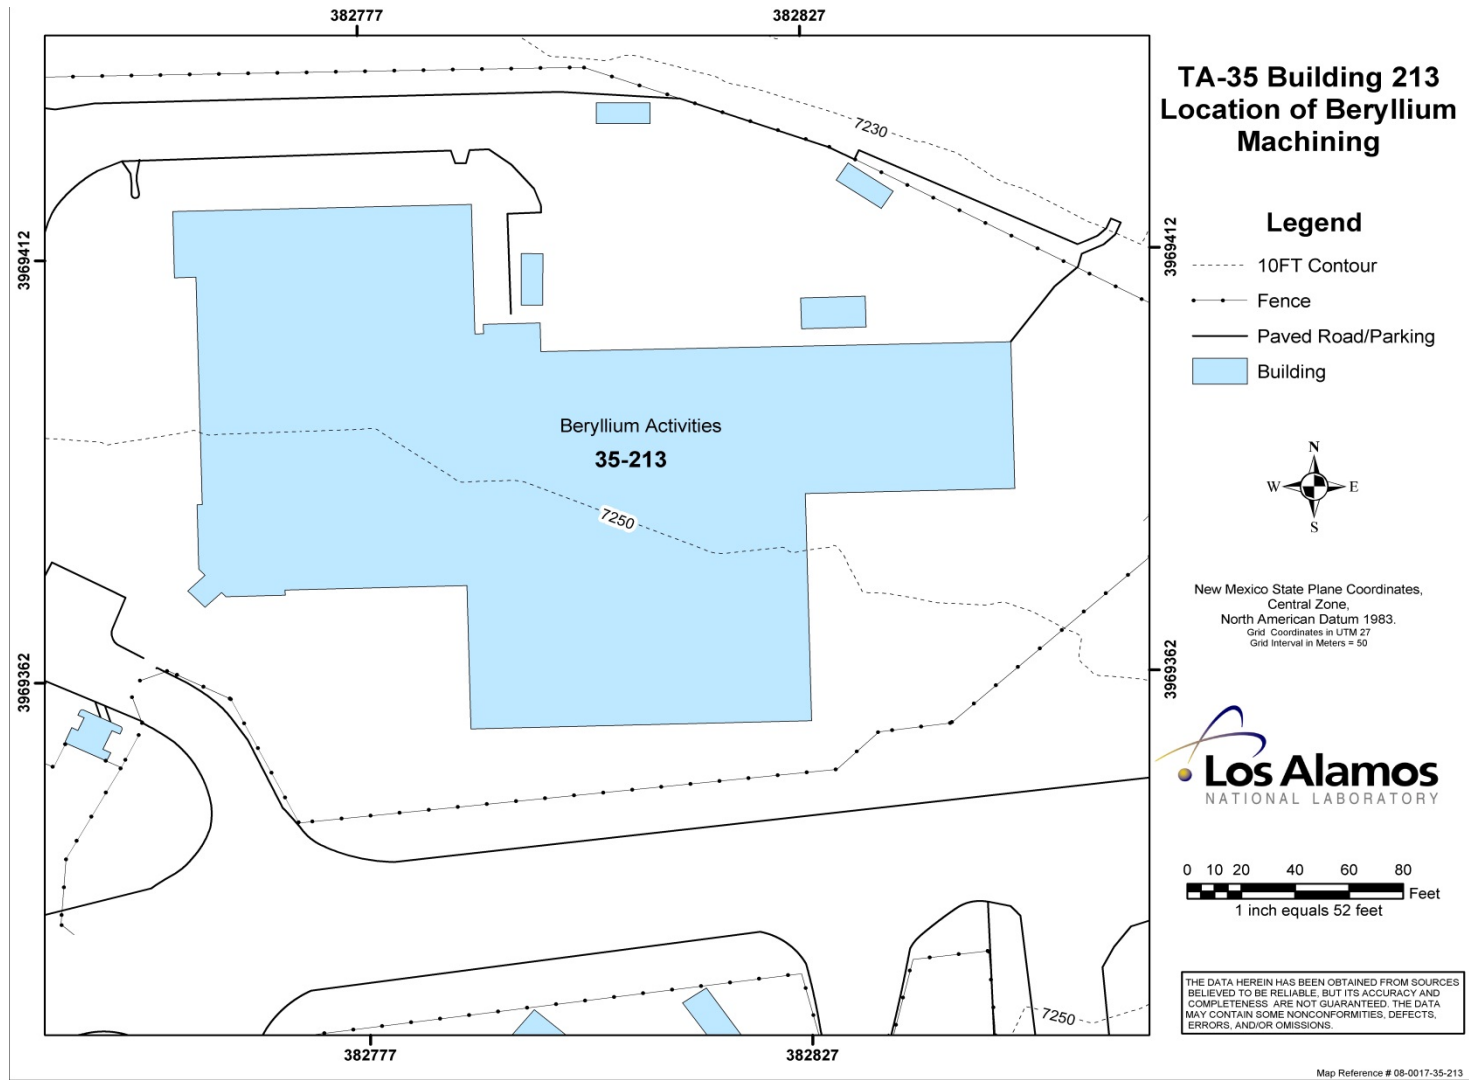 382777
382827
TA-35 Building 213
Location of Beryllium
Machining
7230
Legend
3969412
3969412
10FT Contour
Fence
Paved Road/Parking
Building
Beryllium Activities
35-213
7250
N
W E
S
New Mexico State Plane Coordinates,
Central Zone,
North American Datum 1983.
Grid Coordinates in UTM 27
Grid Interval in Meters = 50
3969362
3969362
Los Alamos
NATIONAL LABORATORY
0 10 20 40 60 80
Feet
1 inch equals 52 feet
THE DATA HEREIN HAS BEEN OBTAINED FROM SOURCES
BELIEVED TO BE RELIABLE, BUT ITS ACCURACY AND
COMPLETENESS ARE NOT GUARANTEED. THE DATA
MAY CONTAIN SOME NONCONFORMITIES, DEFECTS,
ERRORS, AND/OR OMISSIONS.
7250
382777
382827
Map Reference # 08-0017-35-213